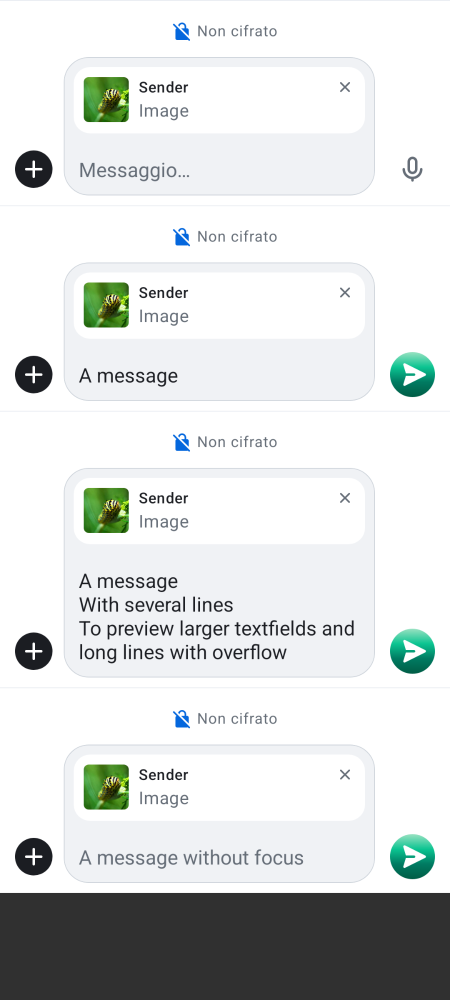 Non cifrato
Sender
Image
Messaggio…
Non cifrato
Sender
Image
A message
Non cifrato
Sender
Image
A message
With several lines
To preview larger textfields and
long lines with overflow
Non cifrato
Sender
Image
A message without focus